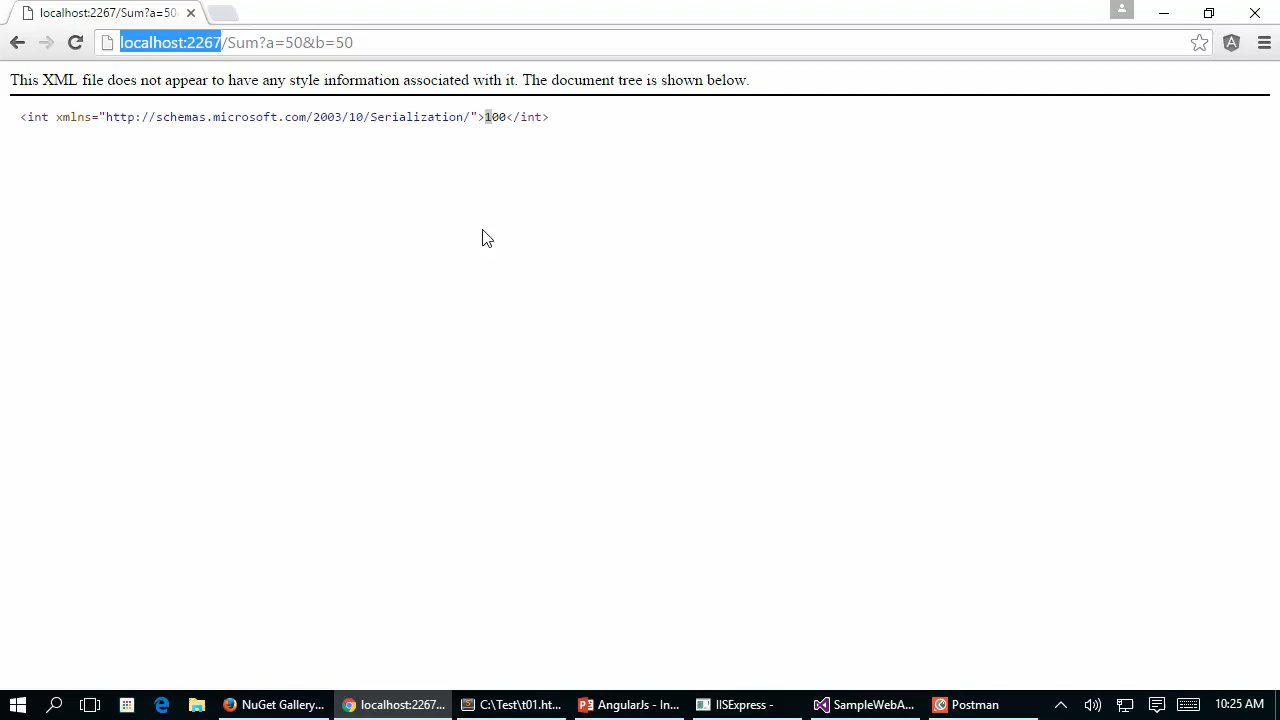 localhost:2267/Sum?a=50
localhost:2267/Sum?a=50&b=50
This XML file does not appear to have any style information associated with it. The document tree is shown below.
<int xmlns="http://schemas.microsoft.com/2003/10/Serialization/">100</int>
NuGet Gallery...
localhost:2267...
C:\Test\t01.ht...
AngularJs - In...
IISExpress -
SampleWebA...
Postman
10:25 AM